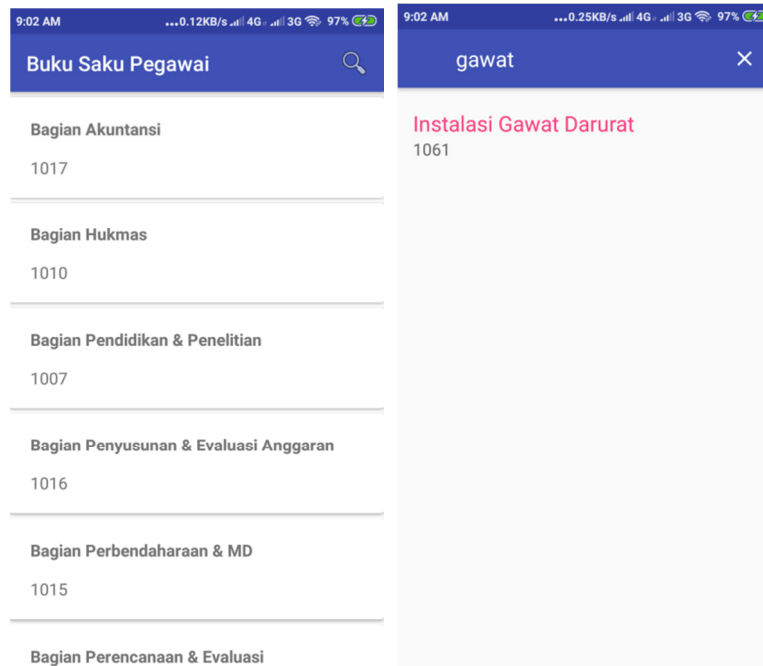 9:02 AM ...0.12KB/s 4G 3G 97%
Buku Saku Pegawai
Bagian Akuntansi
1017
Bagian Hukmas
1010
Bagian Pendidikan & Penelitian
1007
Bagian Penyusunan & Evaluasi Anggaran
1016
Bagian Perbendaharaan & MD
1015
Bagian Perencanaan & Evaluasi
9:02 AM ...0.25KB/s 4G 3G 97%
gawat
Instalasi Gawat Darurat
1061